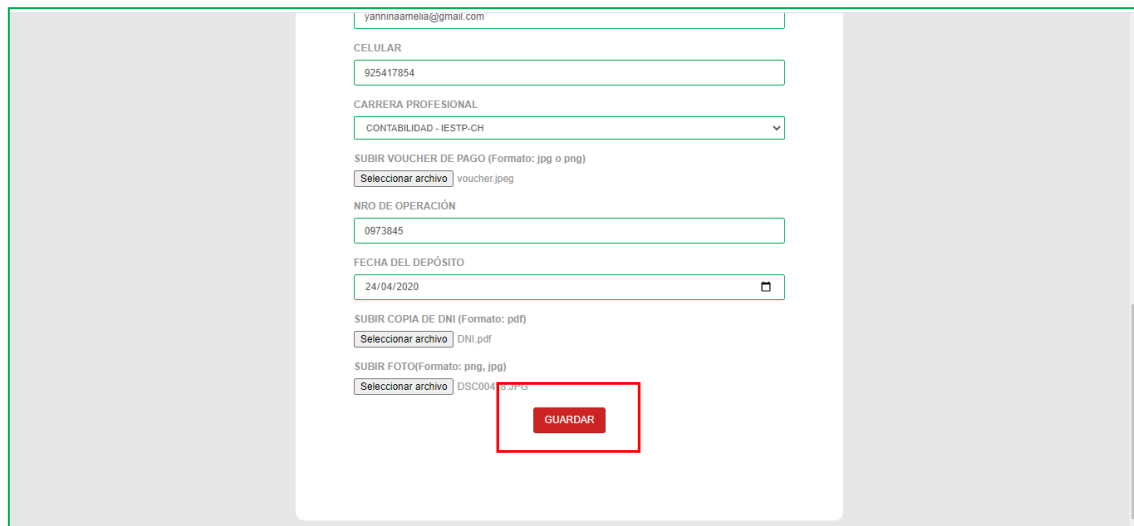 yanninaamelia@gmail.com
CELULAR
925417854
CARRERA PROFESIONAL
CONTABILIDAD - IESTP-CH
SUBIR VOUCHER DE PAGO (Formato: jpg o png)
Seleccionar archivo voucher.jpeg
NRO DE OPERACIÓN
0973845
FECHA DEL DEPÓSITO
24/04/2020
SUBIR COPIA DE DNI (Formato: pdf)
Seleccionar archivo DNI.pdf
SUBIR FOTO(Formato: png, jpg)
Seleccionar archivo
GUARDAR